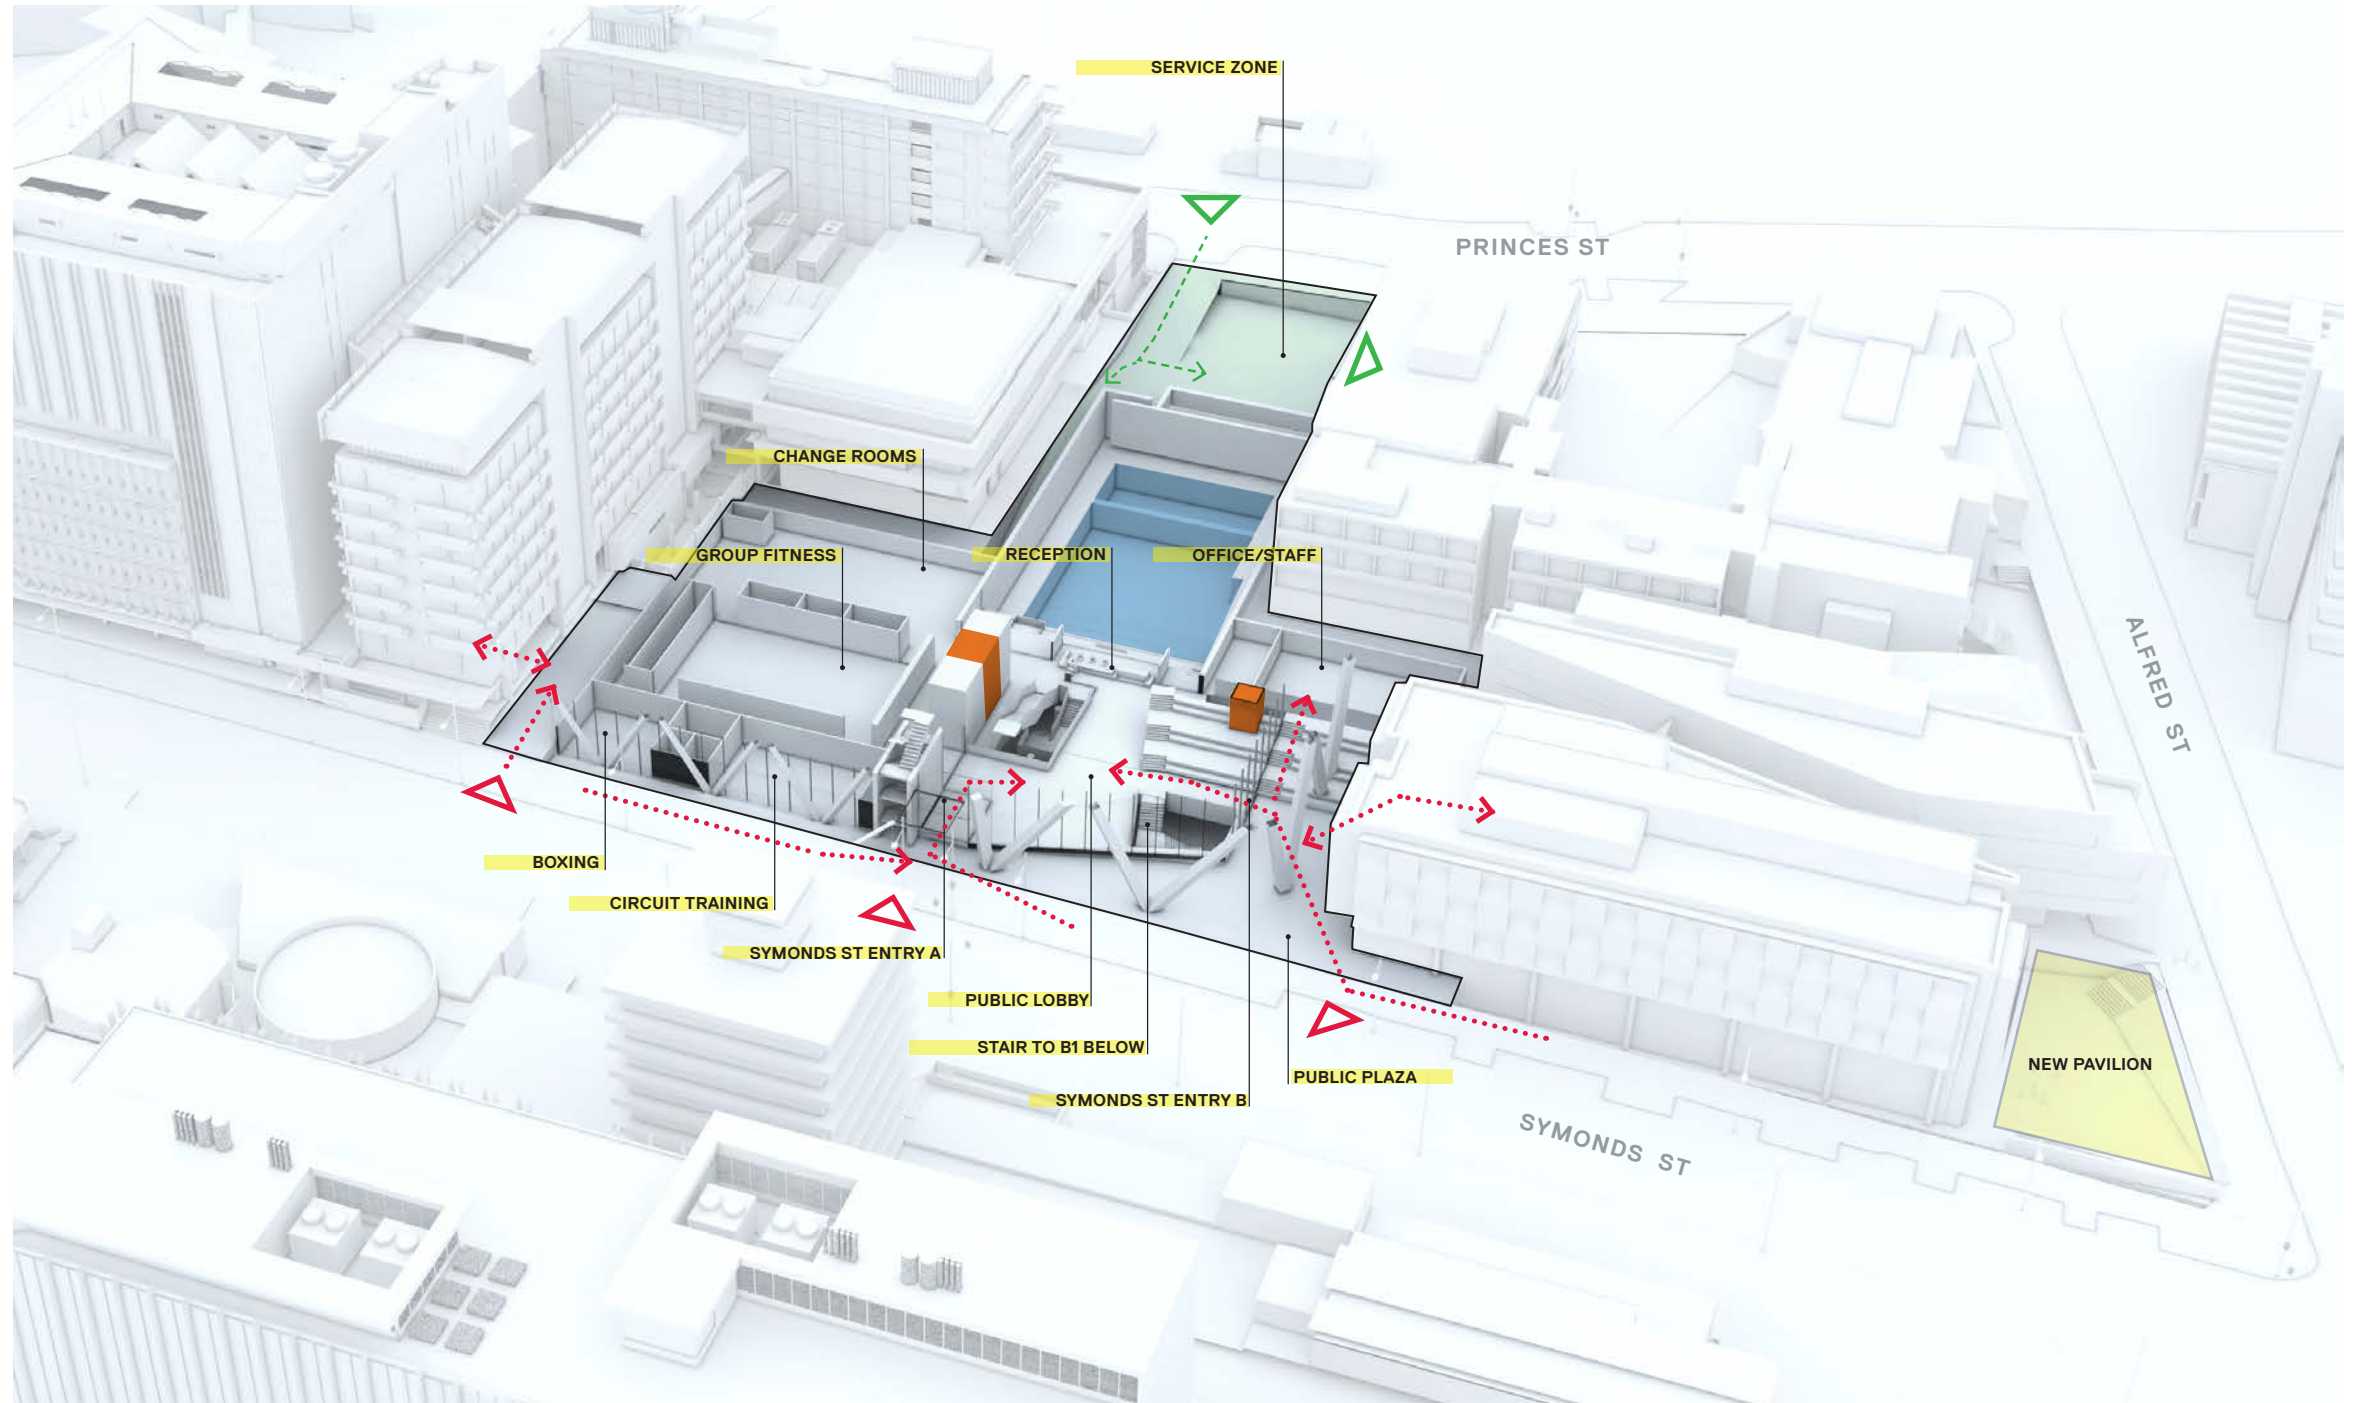 SERVICE ZONE
PRINCES ST
CHANGE ROOMS
GROUP FITNESS
RECEPTION
OFFICE/STAFF
ALFRED ST
BOXING
CIRCUIT TRAINING
SYMONDS ST ENTRY A
PUBLIC LOBBY
STAIR TO B1 BELOW
PUBLIC PLAZA
SYMONDS ST ENTRY B
NEW PAVILION
SYMONDS ST